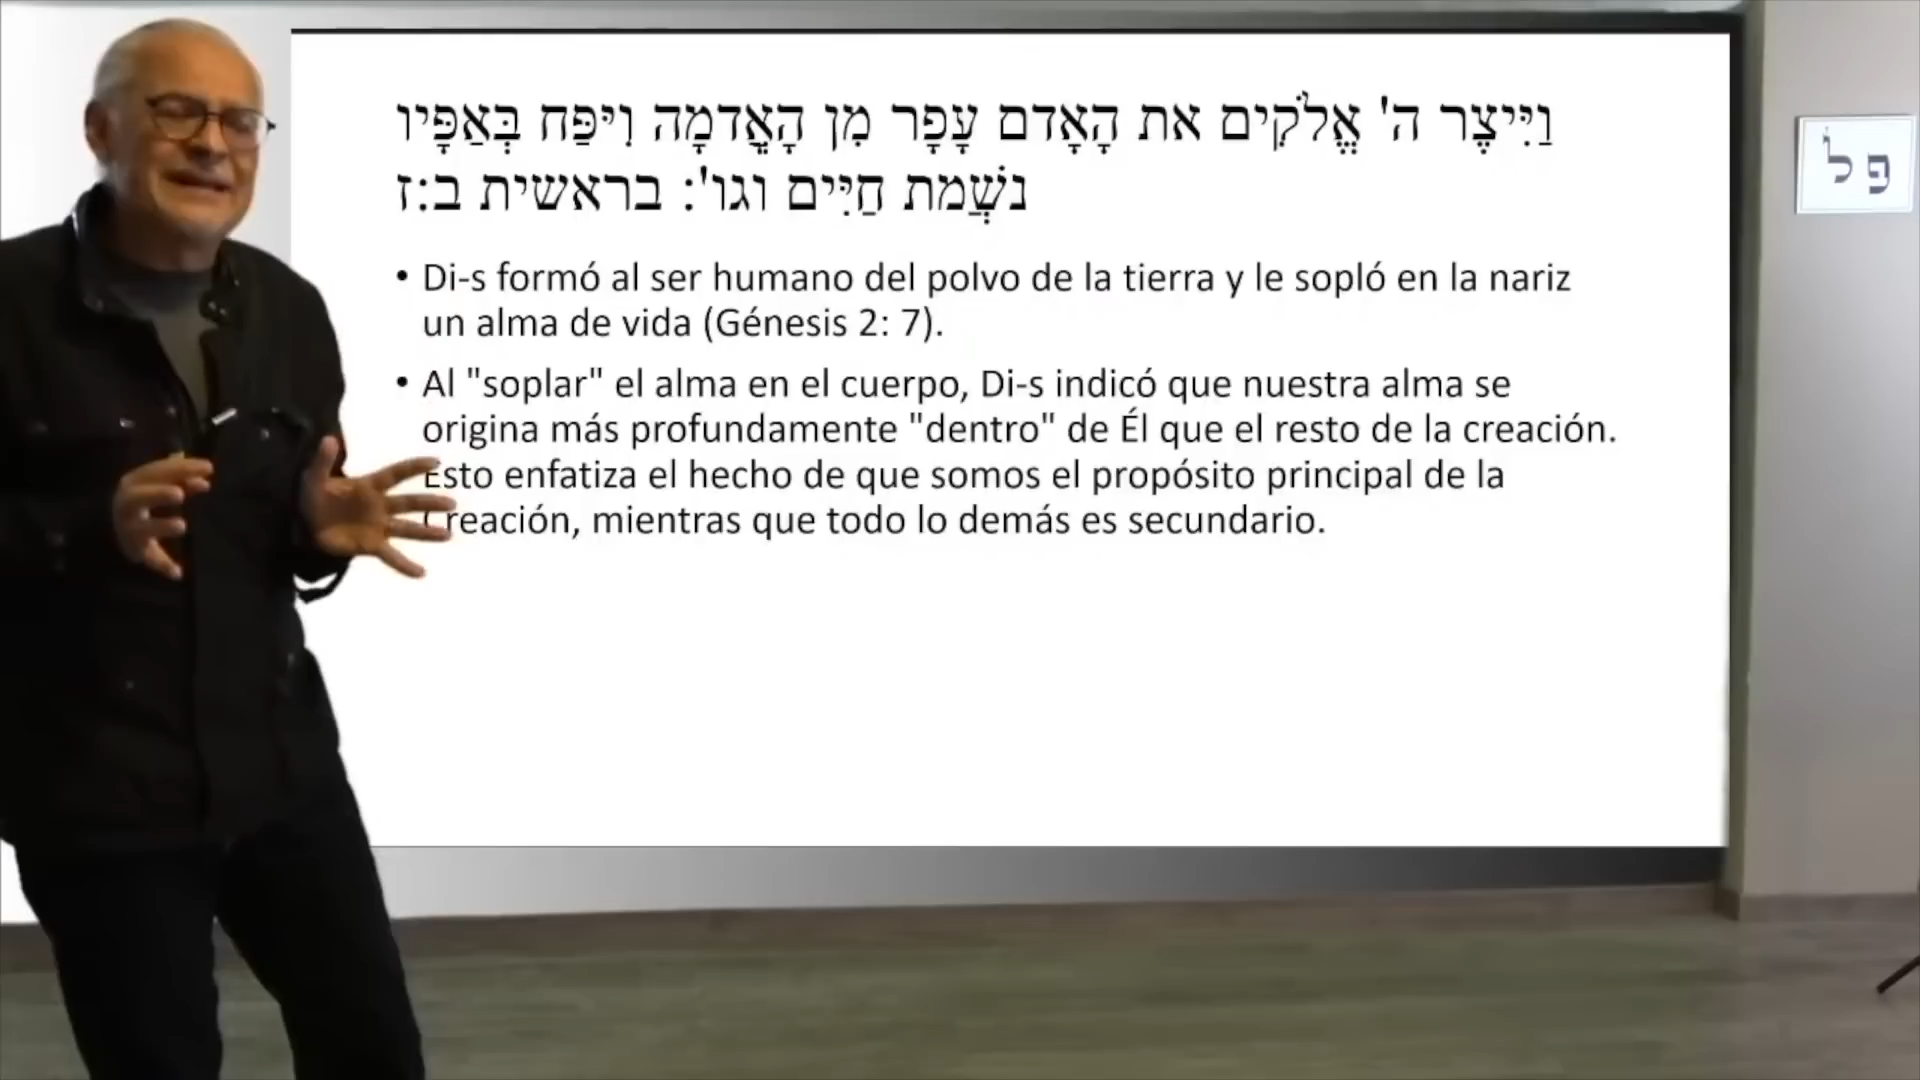 וַיִּיצֶר ה' אֱלֹקִים את הָאָדם עָפָר מִן הָאֲדמָה וִיּפַּח בְּאַפָּיו
נשְׁמת חַיִּים וגו': בראשית ב:ז
• Di-s formó al ser humano del polvo de la tierra y le sopló en la nariz
un alma de vida (Génesis 2: 7).
• Al "soplar" el alma en el cuerpo, Di-s indicó que nuestra alma se
origina más profundamente "dentro" de Él que el resto de la creación.
Esto enfatiza el hecho de que somos el propósito principal de la
Creación, mientras que todo lo demás es secundario.
פ ל